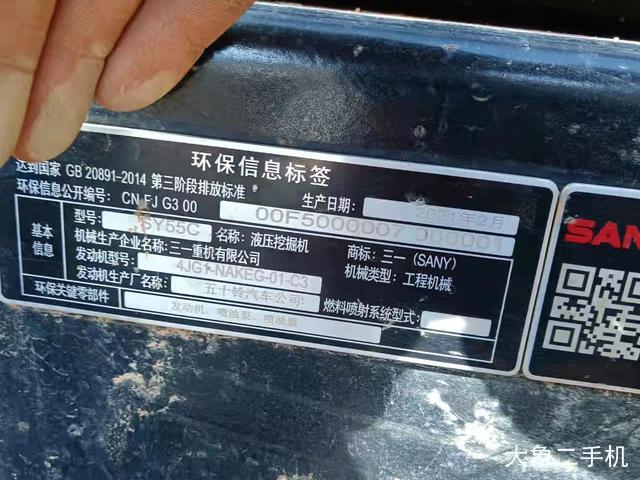 环保信息标签
达到国家 GB 20891-2014 第三阶段排放标准
生产日期: 2021年2月
环保信息公开编号: CN FJ G3 00 00F5000007 000001
基本信息
型号: SY55C 名称: 液压挖掘机 商标: 三一 (SANY)
机械生产企业名称: 三一重机有限公司 机械类型: 工程机械
发动机型号: 4JG1-NAKEG-01-C3
发动机生产厂名称: 五十铃汽车公司 燃料喷射系统型式:
环保关键零部件 发动机、喷油泵、喷油器
SAN
大鱼二手机